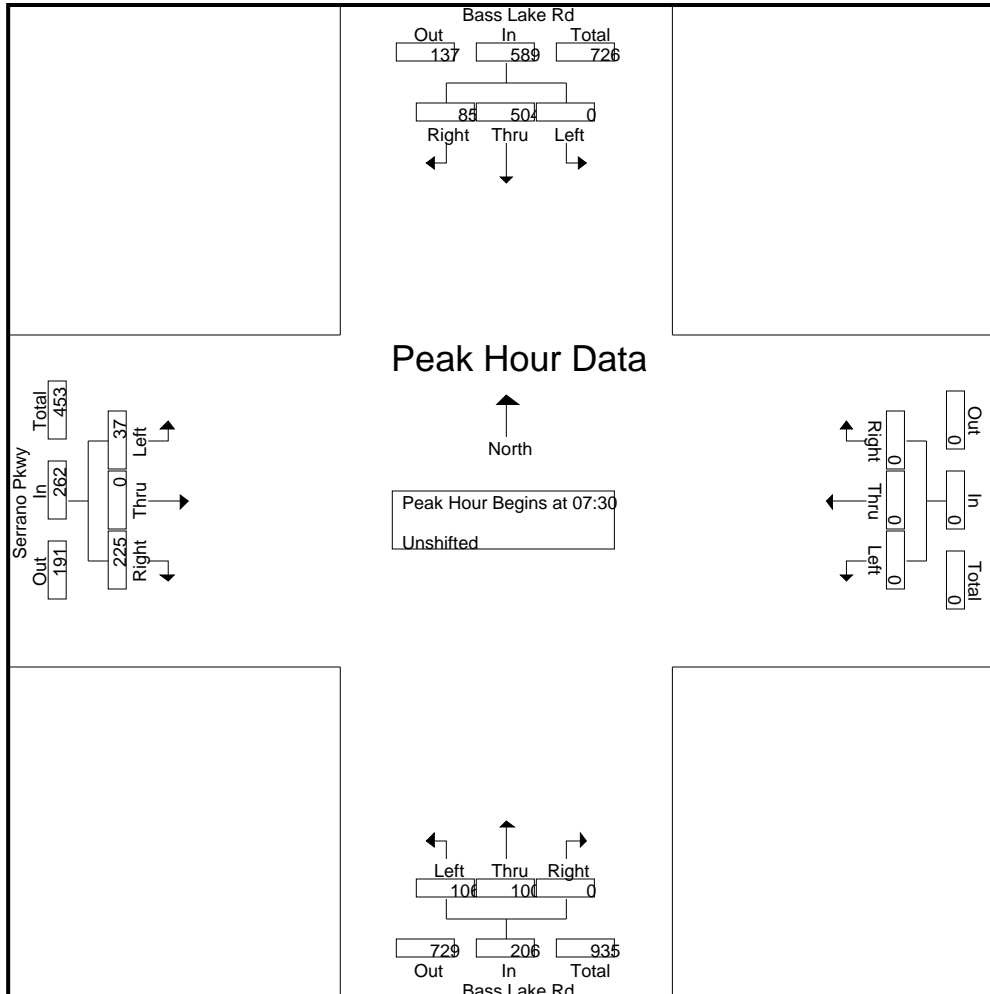 Bass Lake Rd
Out In Total
137 589 726
85 504 0
Right Thru Left
Peak Hour Data
North
Peak Hour Begins at 07:30
Unshifted
Serrano Pkwy
Out In Total
191 262 453
225 0 37
Right Thru Left
Out In Total
0 0 0
0 0 0
Right Thru Left
Left Thru Right
106 100 0
729 206 935
Out In Total
Bass Lake Rd